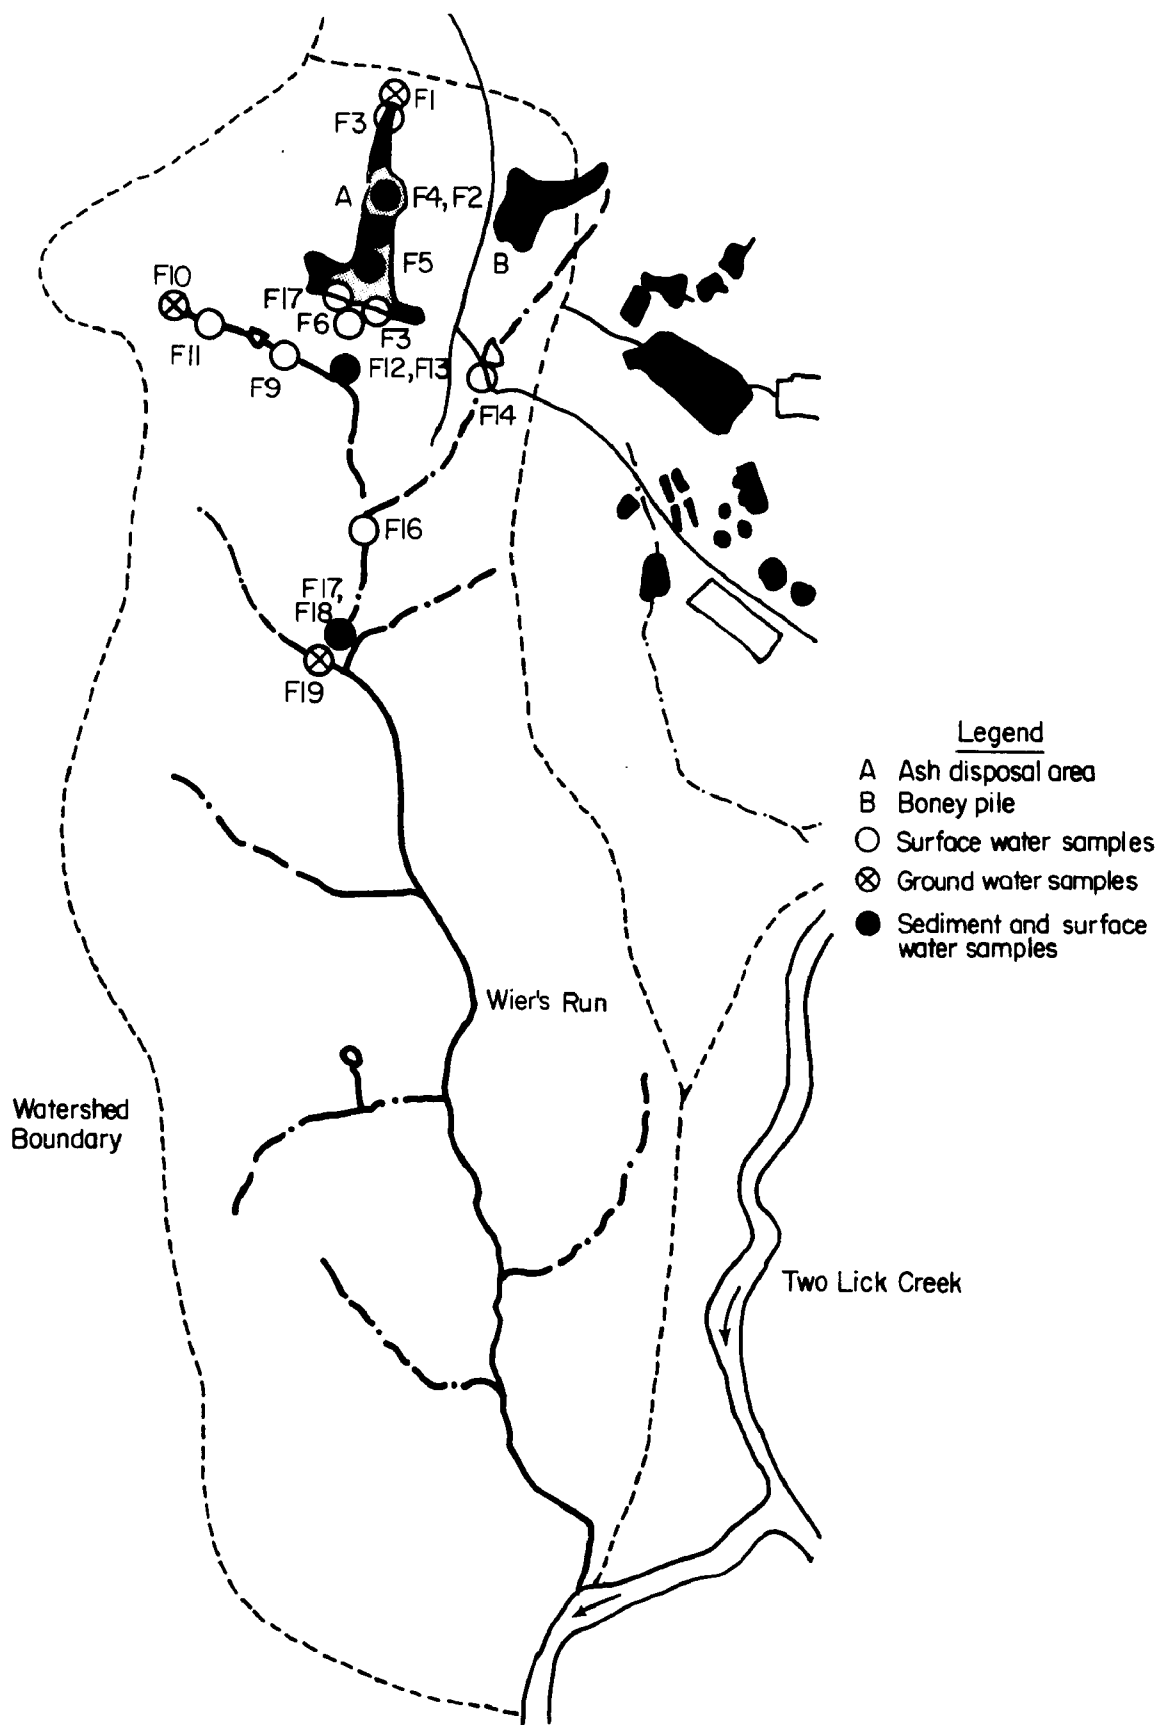 F1
F3
A
F4, F2
F5
B
F10
F17
F6
F3
F11
F9
F12, F13
F14
F16
F17,
F18
F19
Legend
A Ash disposal area
B Boney pile
Surface water samples
Ground water samples
Sediment and surface
water samples
Wier's Run
Watershed
Boundary
Two Lick Creek